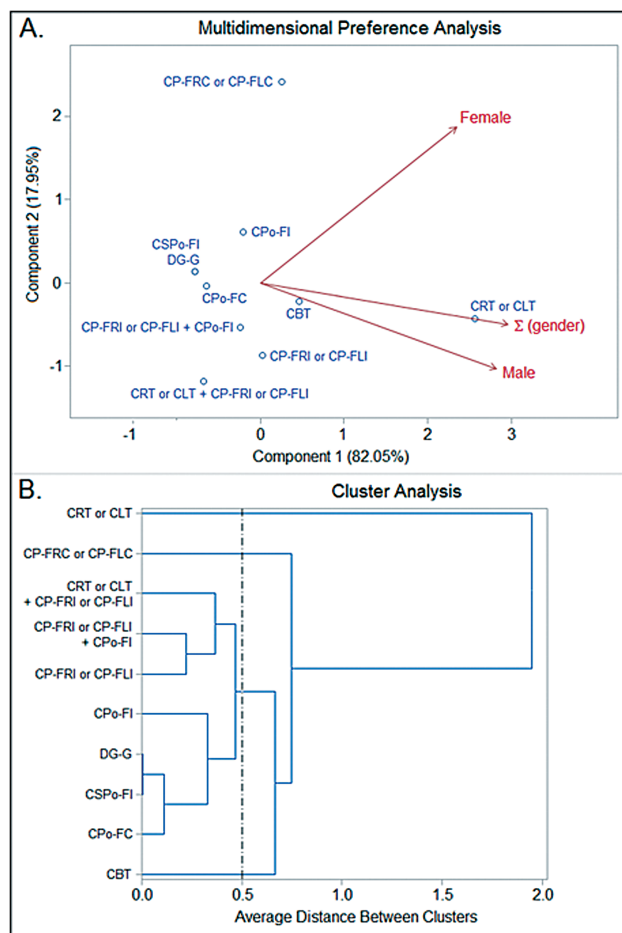 A.
Multidimensional Preference Analysis
CP-FRC or CP-FLC
Female
CPo-FI
CSPo-FI
DG-G
CPo-FC
CBT
CRT or CLT
Σ (gender)
CP-FRI or CP-FLI + CPo-FI
CP-FRI or CP-FLI
Male
CRT or CLT + CP-FRI or CP-FLI
Component 2 (17.95%)
2
1
0
-1
-1
0
1
2
3
Component 1 (82.05%)
B.
Cluster Analysis
CRT or CLT
CP-FRC or CP-FLC
CRT or CLT
+ CP-FRI or CP-FLI
CP-FRI or CP-FLI
+ CPo-FI
CP-FRI or CP-FLI
CPo-FI
DG-G
CSPo-FI
CPo-FC
CBT
0.0
0.5
1.0
1.5
2.0
Average Distance Between Clusters